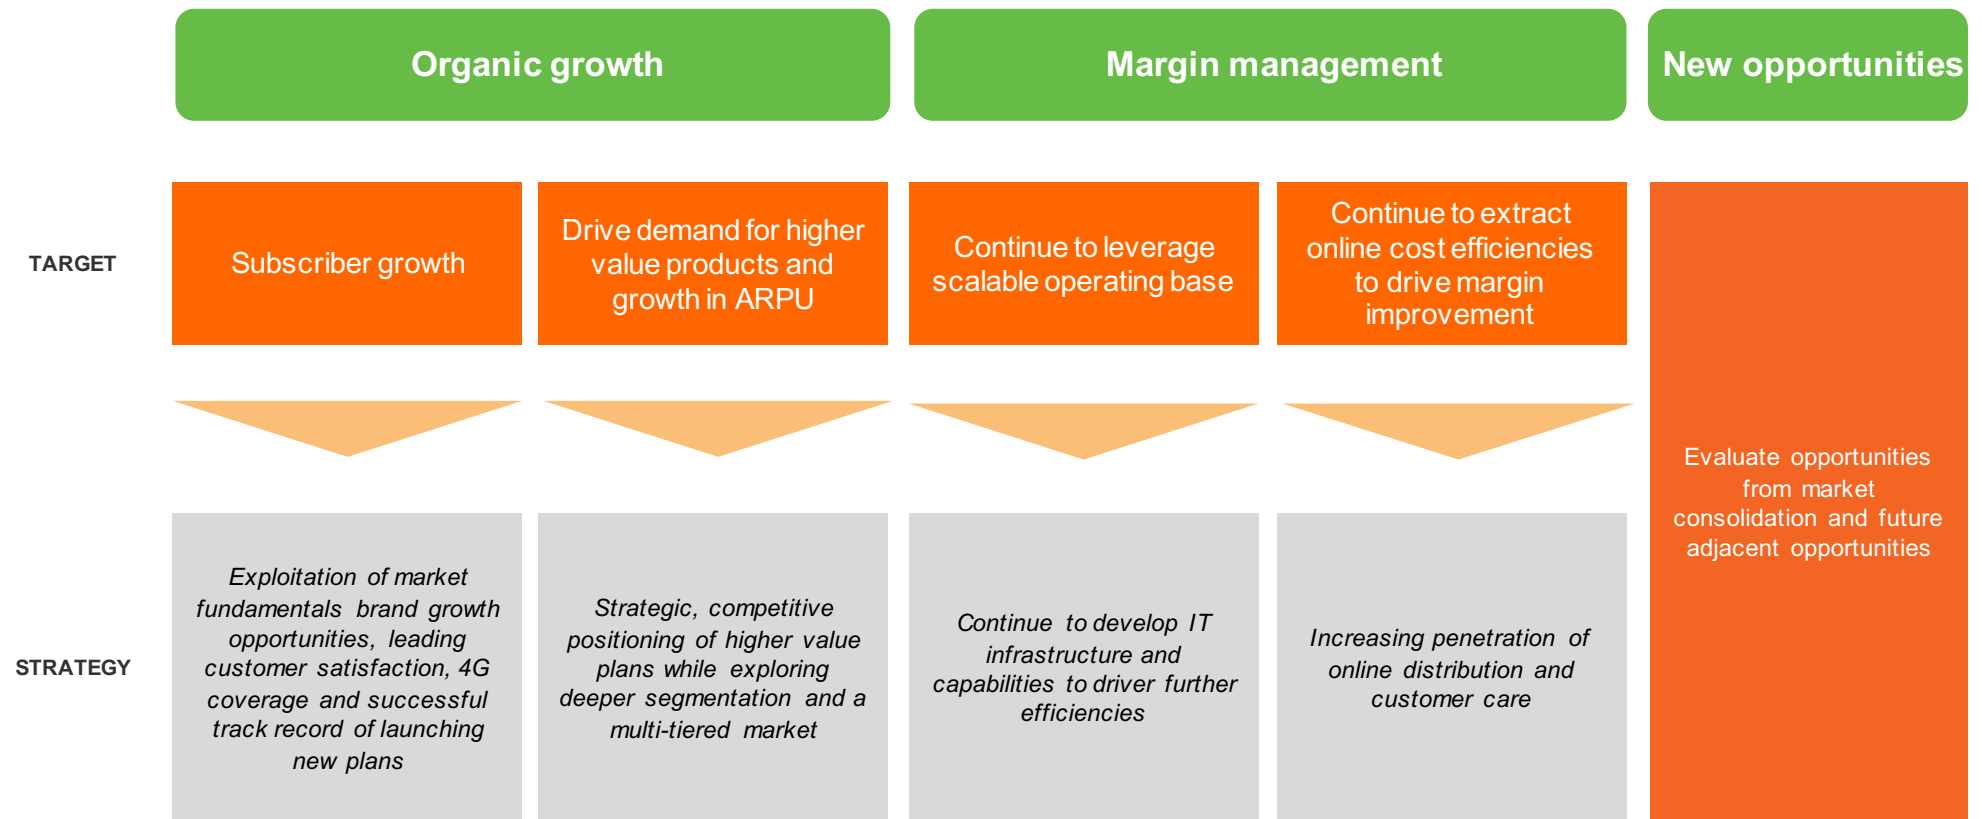 Organic growth
Margin management
New opportunities
TARGET
Subscriber growth
Drive demand for higher
value products and
growth in ARPU
Continue to leverage
scalable operating base
Continue to extract
online cost efficiencies
to drive margin
improvement
Evaluate opportunities
from market
consolidation and future
adjacent opportunities
STRATEGY
Exploitation of market
fundamentals brand growth
opportunities, leading
customer satisfaction, 4G
coverage and successful
track record of launching
new plans
Strategic, competitive
positioning of higher value
plans while exploring
deeper segmentation and a
multi-tiered market
Continue to develop IT
infrastructure and
capabilities to driver further
efficiencies
Increasing penetration of
online distribution and
customer care